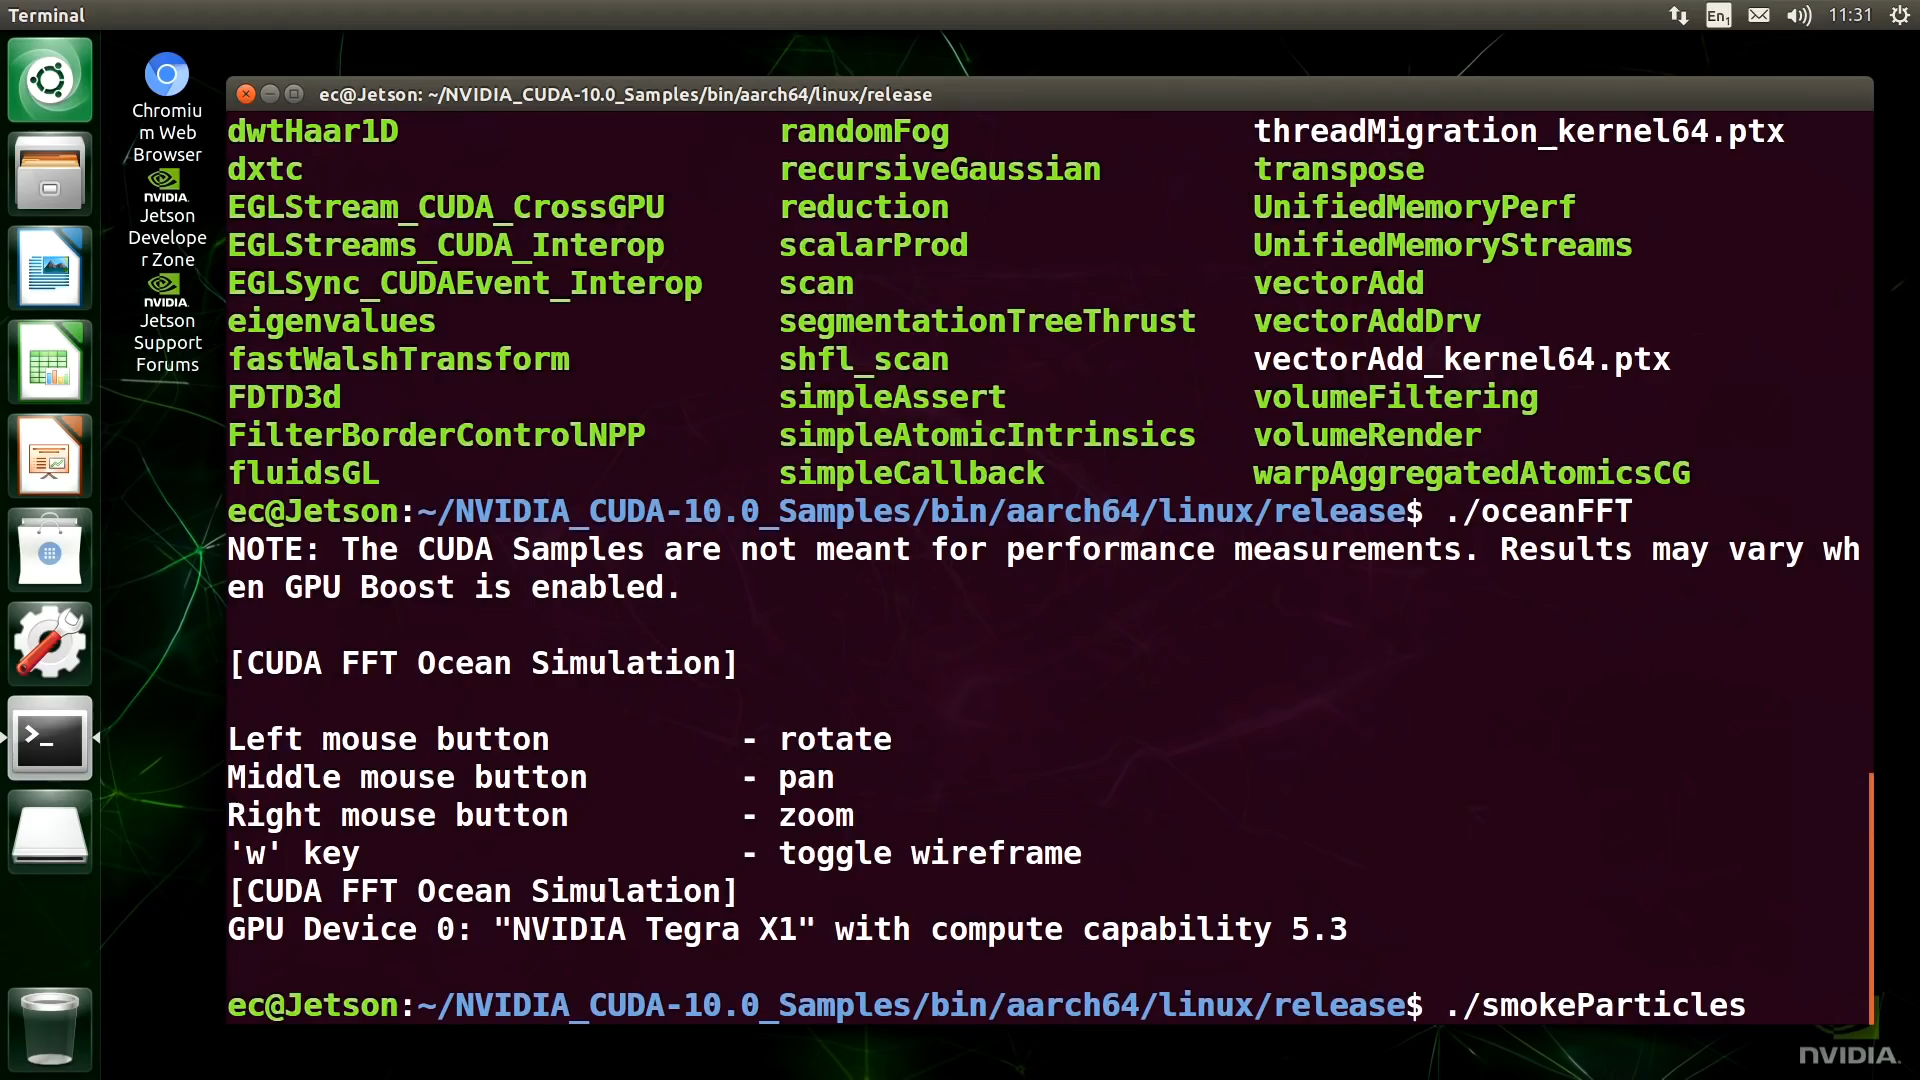 Terminal
En1
11:31
Chromiu
m Web
Browser
NVIDIA.
Jetson
Develope
r Zone
NVIDIA.
Jetson
Support
Forums
ec@Jetson: ~/NVIDIA_CUDA-10.0_Samples/bin/aarch64/linux/release
dwtHaar1D randomFog threadMigration_kernel64.ptx
dxtc recursiveGaussian transpose
EGLStream_CUDA_CrossGPU reduction UnifiedMemoryPerf
EGLStreams_CUDA_Interop scalarProd UnifiedMemoryStreams
EGLSync_CUDAEvent_Interop scan vectorAdd
eigenvalues segmentationTreeThrust vectorAddDrv
fastWalshTransform shfl_scan vectorAdd_kernel64.ptx
FDTD3d simpleAssert volumeFiltering
FilterBorderControlNPP simpleAtomicIntrinsics volumeRender
fluidsGL simpleCallback warpAggregatedAtomicsCG
ec@Jetson:~/NVIDIA_CUDA-10.0_Samples/bin/aarch64/linux/release$ ./oceanFFT
NOTE: The CUDA Samples are not meant for performance measurements. Results may vary wh
en GPU Boost is enabled.
[CUDA FFT Ocean Simulation]
Left mouse button - rotate
Middle mouse button - pan
Right mouse button - zoom
'w' key - toggle wireframe
[CUDA FFT Ocean Simulation]
GPU Device 0: "NVIDIA Tegra X1" with compute capability 5.3
ec@Jetson:~/NVIDIA_CUDA-10.0_Samples/bin/aarch64/linux/release$ ./smokeParticles
NVIDIA.